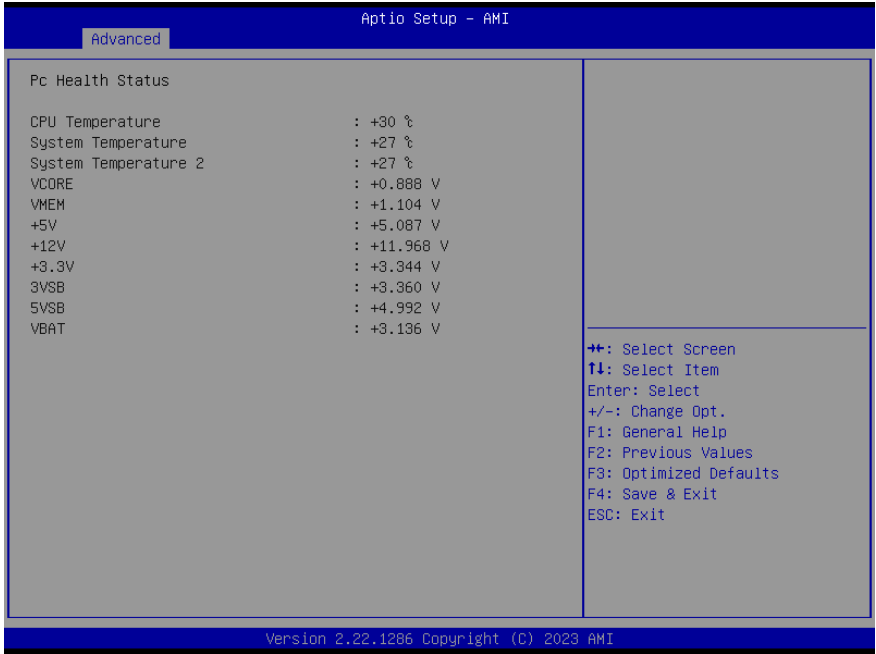 Aptio Setup – AMI
Advanced
Pc Health Status
CPU Temperature : +30 ℃
System Temperature : +27 ℃
System Temperature 2 : +27 ℃
VCORE : +0.888 V
VMEM : +1.104 V
+5V : +5.087 V
+12V : +11.968 V
+3.3V : +3.344 V
3VSB : +3.360 V
5VSB : +4.992 V
VBAT : +3.136 V
→←: Select Screen
↑↓: Select Item
Enter: Select
+/-: Change Opt.
F1: General Help
F2: Previous Values
F3: Optimized Defaults
F4: Save & Exit
ESC: Exit
Version 2.22.1286 Copyright (C) 2023 AMI